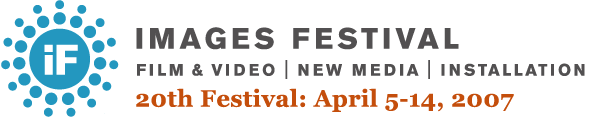 iF
IMAGES FESTIVAL
FILM & VIDEO | NEW MEDIA | INSTALLATION
20th Festival: April 5-14, 2007